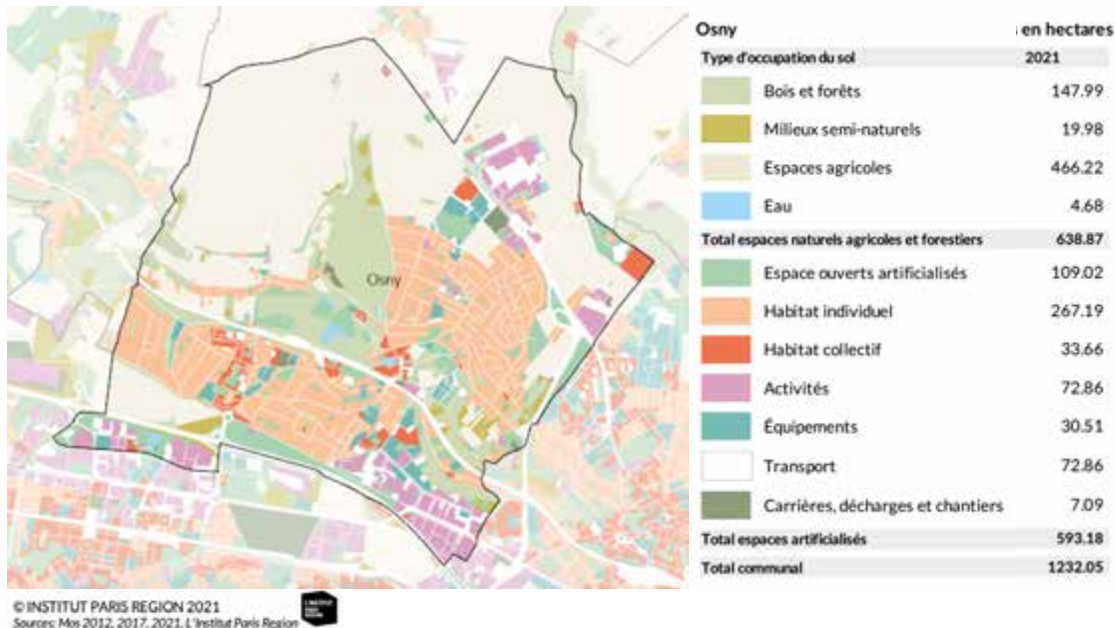 Osny
Osny en hectares
Type d'occupation du sol 2021
Bois et forêts 147.99
Milieux semi-naturels 19.98
Espaces agricoles 466.22
Eau 4.68
Total espaces naturels agricoles et forestiers 638.87
Espace ouverts artificialisés 109.02
Habitat individuel 267.19
Habitat collectif 33.66
Activités 72.86
Équipements 30.51
Transport 72.86
Carrières, décharges et chantiers 7.09
Total espaces artificialisés 593.18
Total communal 1232.05
© INSTITUT PARIS REGION 2021
Sources: Mos 2012, 2017, 2021, L'Institut Paris Region
L'INSTITUT
PARIS
REGION